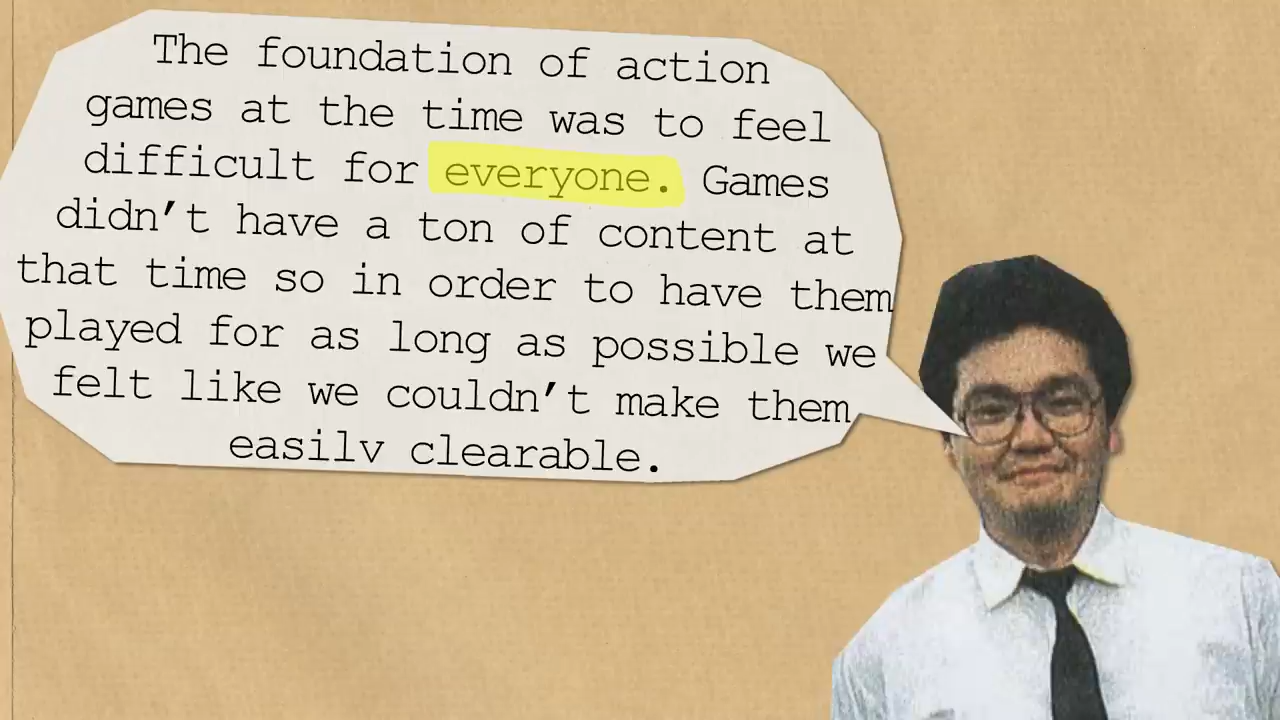 The foundation of action
games at the time was to feel
difficult for everyone. Games
didn't have a ton of content at
that time so in order to have them
played for as long as possible we
felt like we couldn't make them
easily clearable.